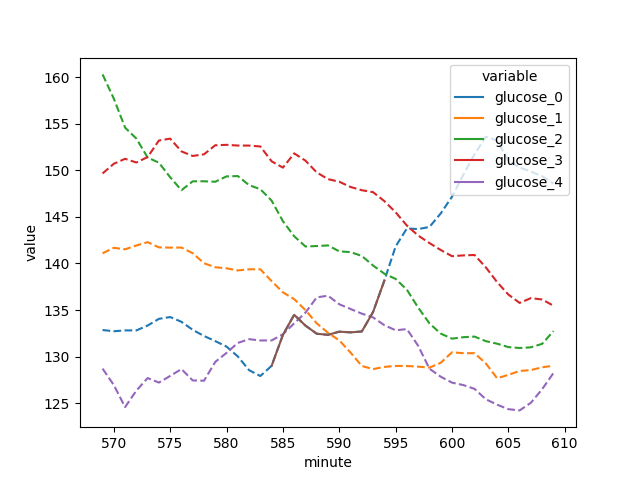 variable
glucose_0
glucose_1
glucose_2
glucose_3
glucose_4
160
155
150
145
140
135
130
125
value
570 575 580 585 590 595 600 605 610
minute